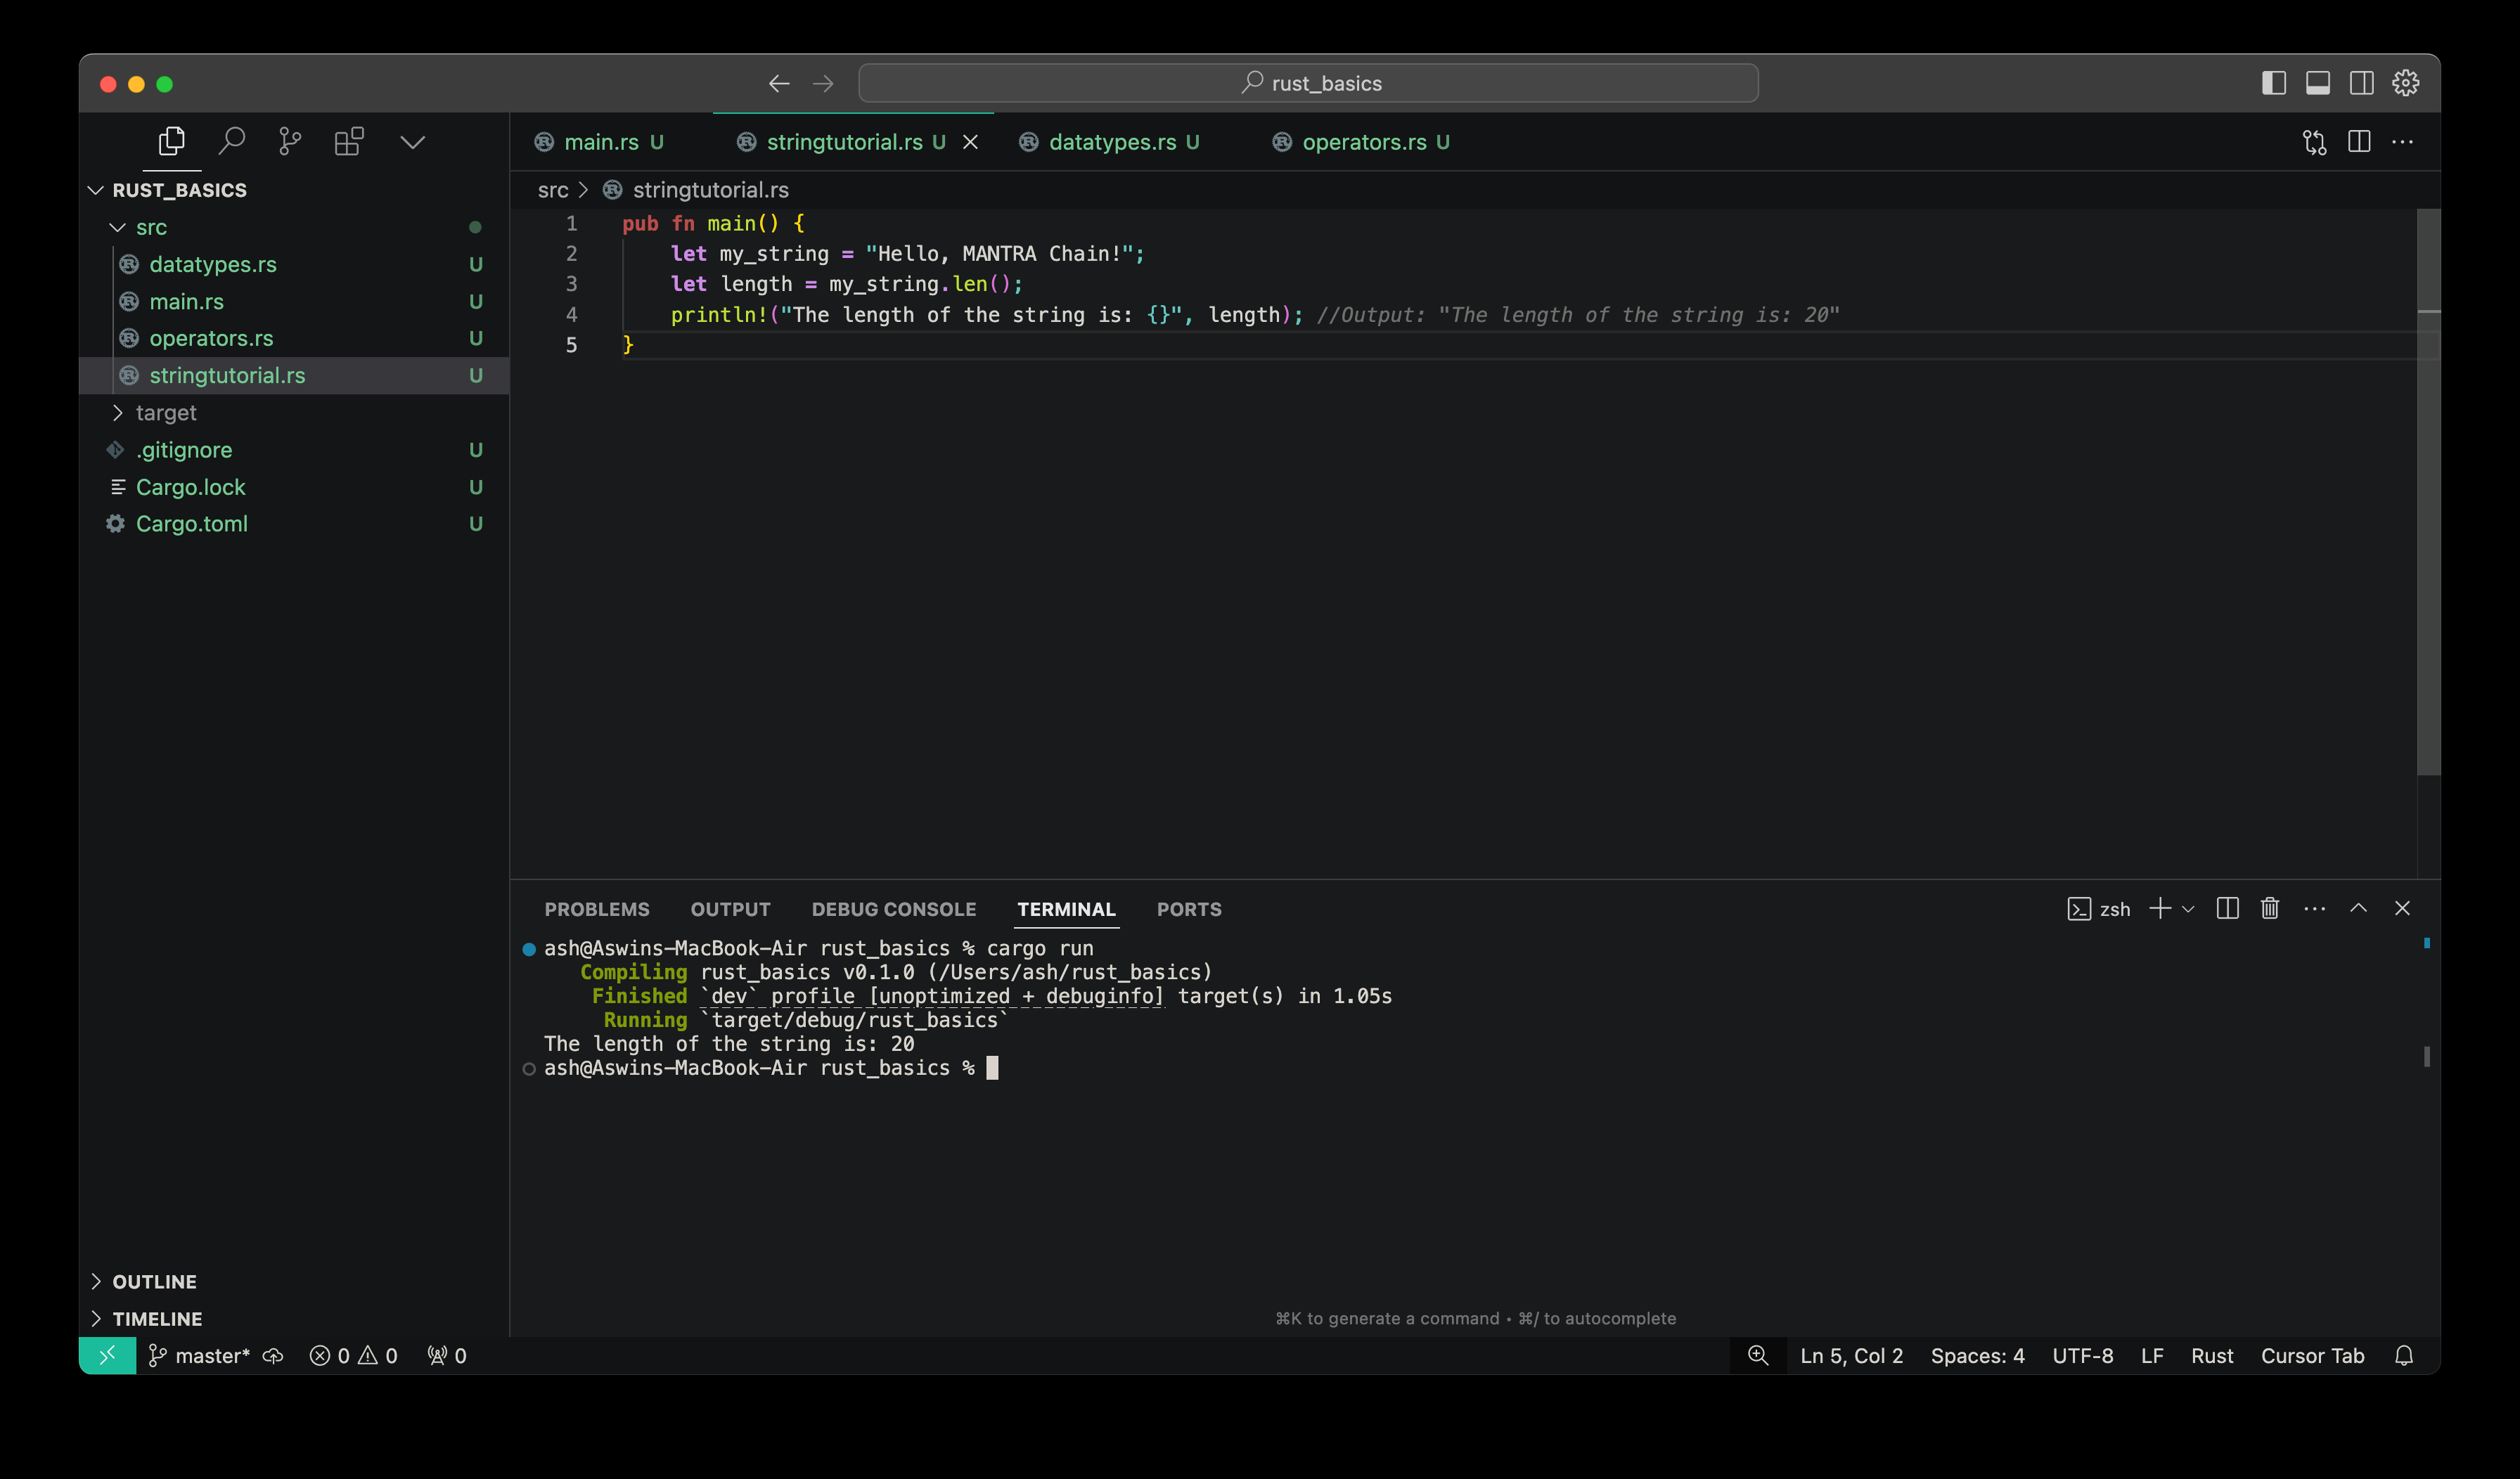 rust_basics
main.rs U
stringtutorial.rs U
datatypes.rs U
operators.rs U
RUST_BASICS
src
datatypes.rs U
main.rs U
operators.rs U
stringtutorial.rs U
target
.gitignore U
Cargo.lock U
Cargo.toml U
OUTLINE
TIMELINE
src > stringtutorial.rs
1 pub fn main() {
2 let my_string = "Hello, MANTRA Chain!";
3 let length = my_string.len();
4 println!("The length of the string is: {}", length); //Output: "The length of the string is: 20"
5 }
PROBLEMS OUTPUT DEBUG CONSOLE TERMINAL PORTS
zsh
ash@Aswins-MacBook-Air rust_basics % cargo run
Compiling rust_basics v0.1.0 (/Users/ash/rust_basics)
Finished `dev` profile [unoptimized + debuginfo] target(s) in 1.05s
Running `target/debug/rust_basics`
The length of the string is: 20
ash@Aswins-MacBook-Air rust_basics %
⌘K to generate a command • ⌘/ to autocomplete
master* 0 0 0
Ln 5, Col 2 Spaces: 4 UTF-8 LF Rust Cursor Tab